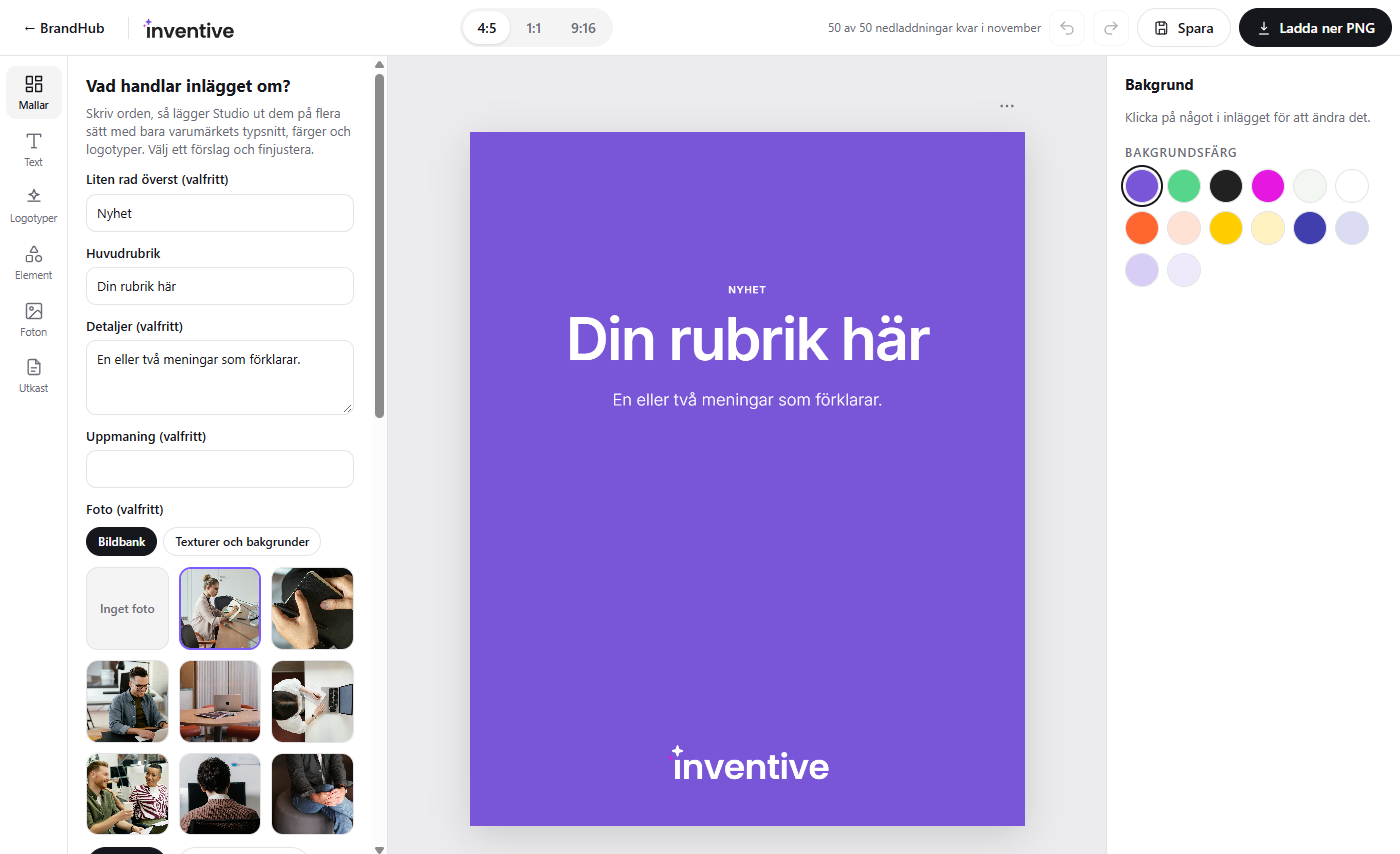 ← BrandHub
inventive
4:5
1:1
9:16
50 av 50 nedladdningar kvar i november
Spara
Ladda ner PNG
Mallar
Text
Logotyper
Element
Foton
Utkast
Vad handlar inlägget om?
Skriv orden, så lägger Studio ut dem på flera
sätt med bara varumärkets typsnitt, färger och
logotyper. Välj ett förslag och finjustera.
Liten rad överst (valfritt)
Nyhet
Huvudrubrik
Din rubrik här
Detaljer (valfritt)
En eller två meningar som förklarar.
Uppmaning (valfritt)
Foto (valfritt)
Bildbank
Texturer och bakgrunder
Inget foto
NYHET
Din rubrik här
En eller två meningar som förklarar.
inventive
Bakgrund
Klicka på något i inlägget för att ändra det.
BAKGRUNDSFÄRG